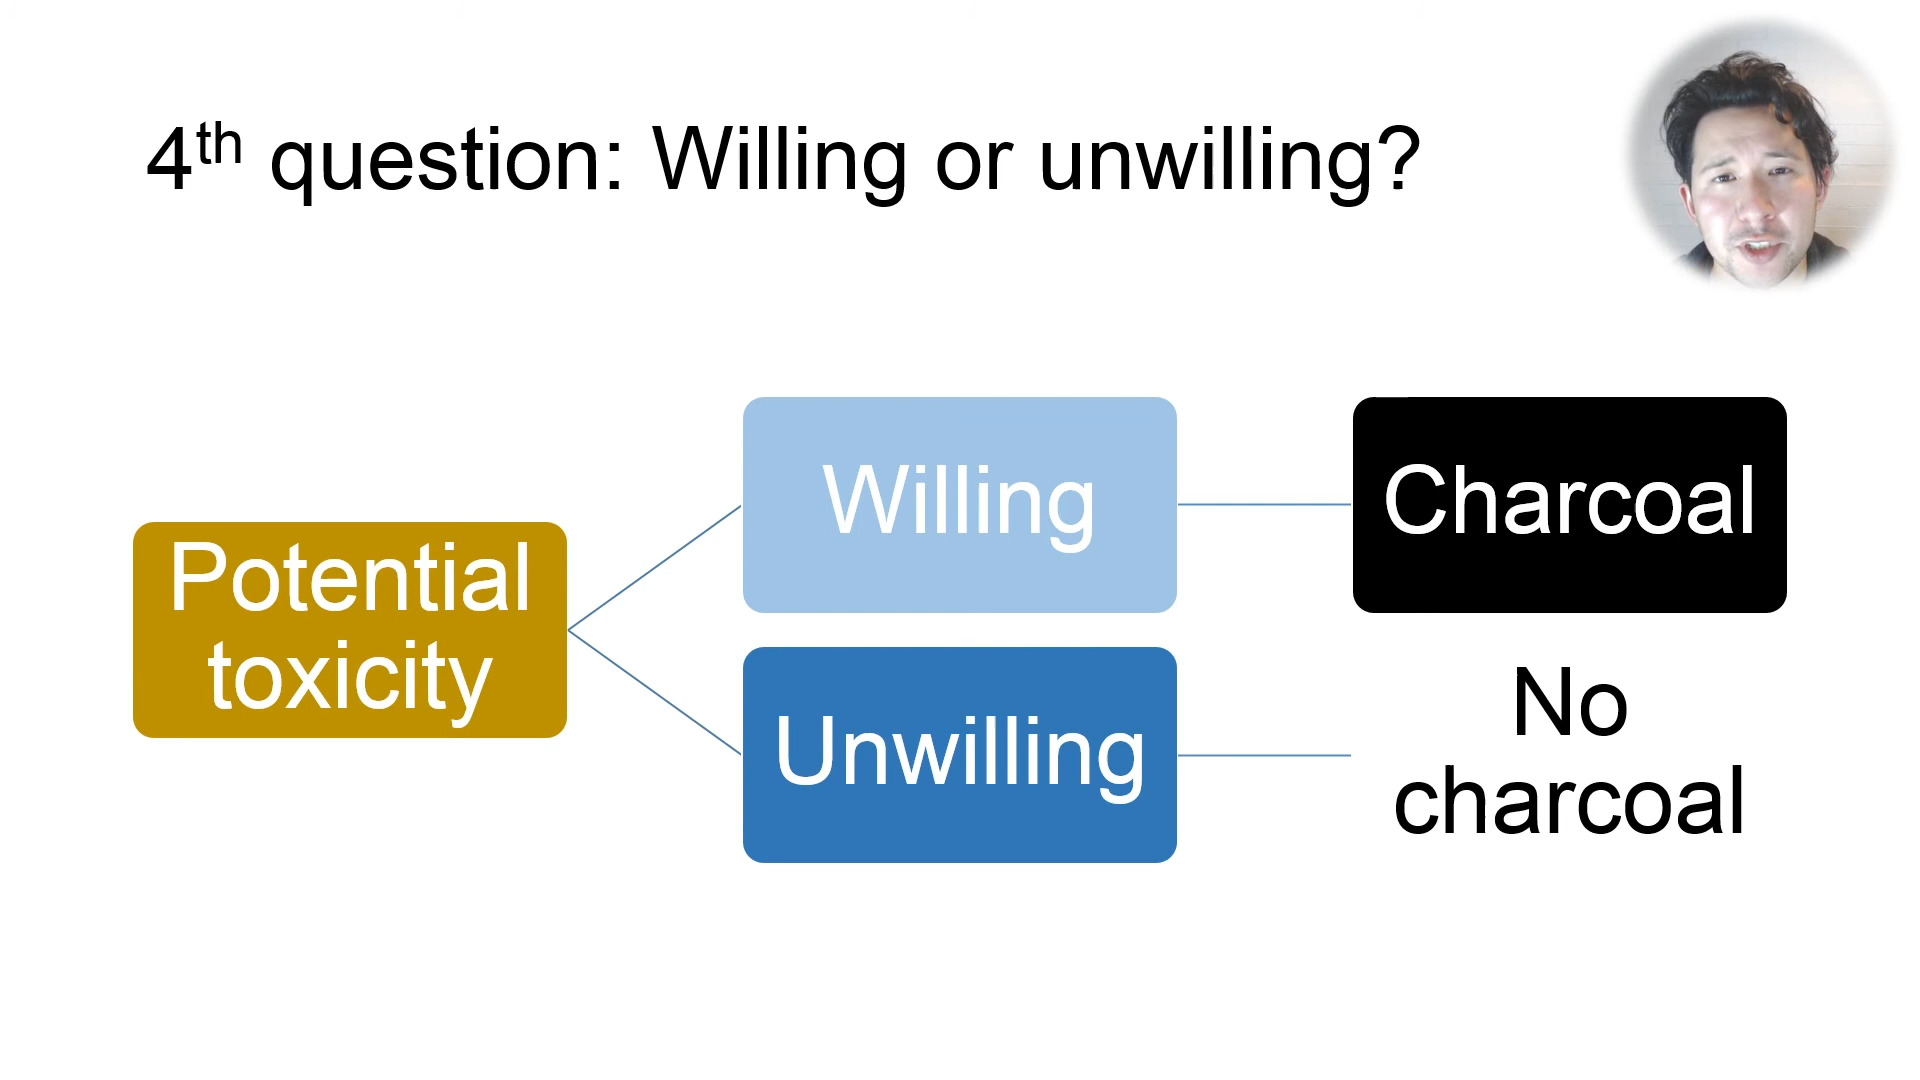 4th question: Willing or unwilling?
Potential
toxicity
Willing
Charcoal
Unwilling
No
charcoal